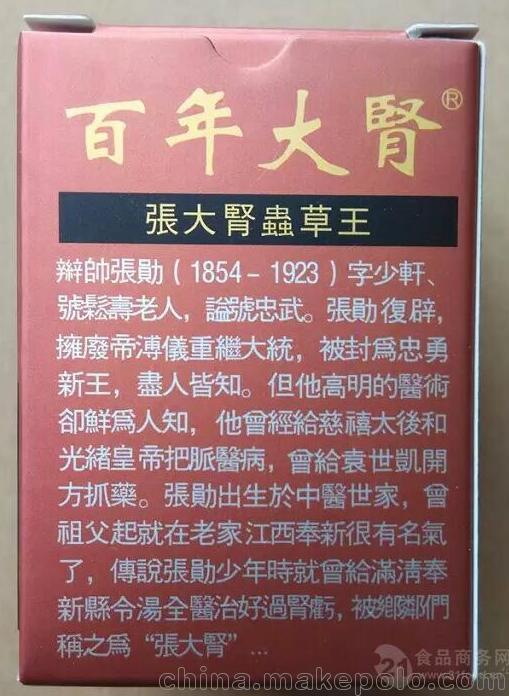 百年大腎®
張大腎蟲草王
辮帥張勛（1854－1923）字少軒、
號鬆壽老人，謚號忠武。張勛復辟，
擁廢帝溥儀重繼大統，被封爲忠勇
新王，盡人皆知。但他高明的醫術
卻鮮爲人知，他曾經給慈禧太後和
光緒皇帝把脈醫病，曾給袁世凱開
方抓藥。張勛出生於中醫世家，曾
祖父起就在老家江西奉新很有名氣
了，傳說張勛少年時就曾給滿淸奉
新縣令湯全醫治好過腎虧，被鄉鄰們
稱之爲“張大腎”...
21 食品商务网
china.makepolo.com